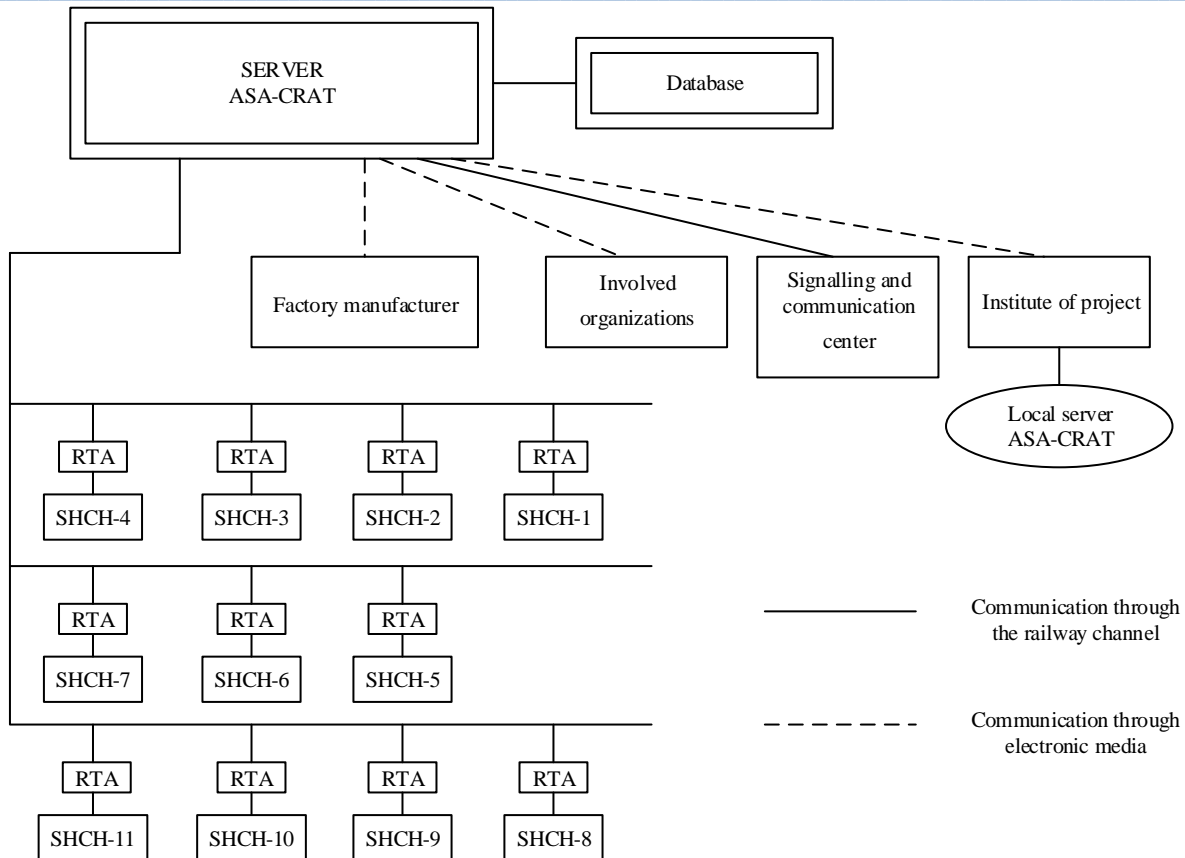 SERVER
ASA-CRAT
Database
Factory manufacturer
Involved
organizations
Signalling and
communication
center
Institute of project
Local server
ASA-CRAT
RTA
RTA
RTA
RTA
SHCH-4
SHCH-3
SHCH-2
SHCH-1
RTA
RTA
RTA
SHCH-7
SHCH-6
SHCH-5
Communication through
the railway channel
Communication through
electronic media
RTA
RTA
RTA
RTA
SHCH-11
SHCH-10
SHCH-9
SHCH-8